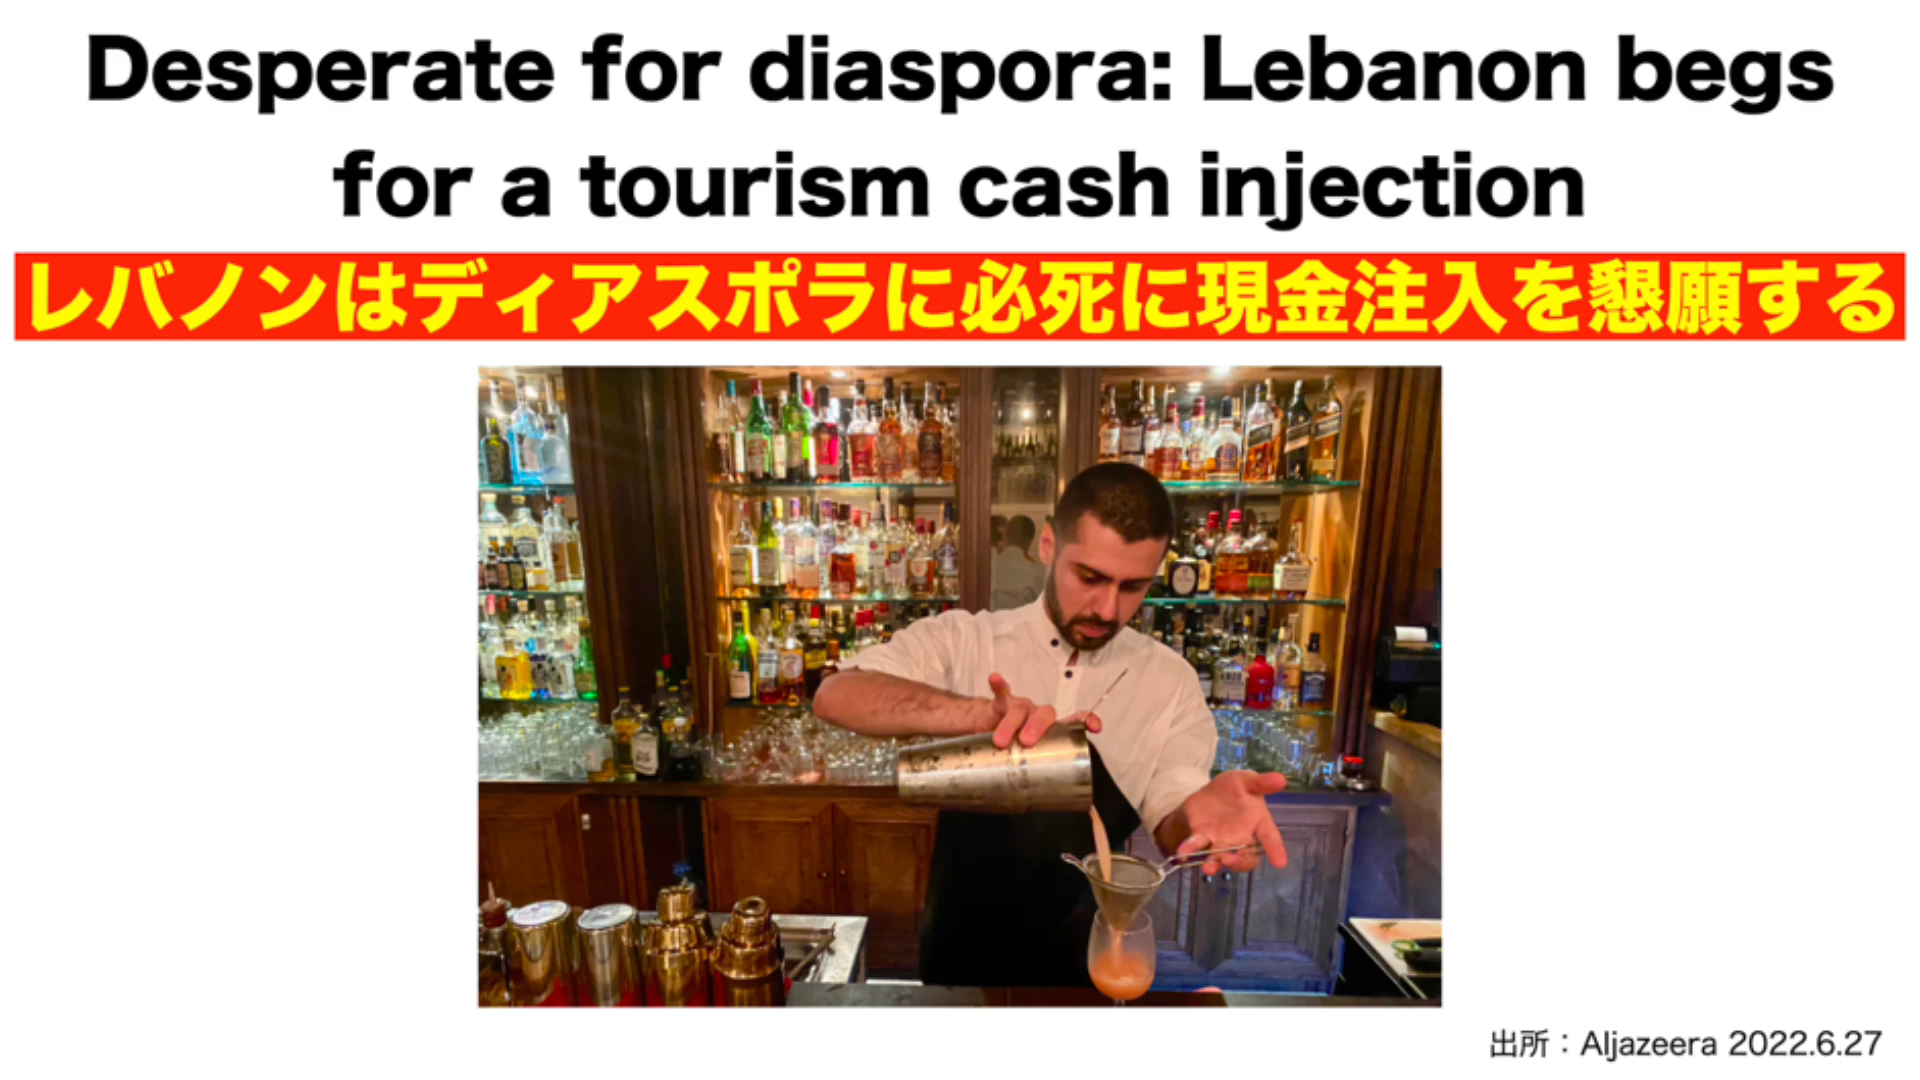 Desperate for diaspora: Lebanon begs
for a tourism cash injection
レバノンはディアスポラに必死に現金注入を懇願する
出所：Aljazeera 2022.6.27